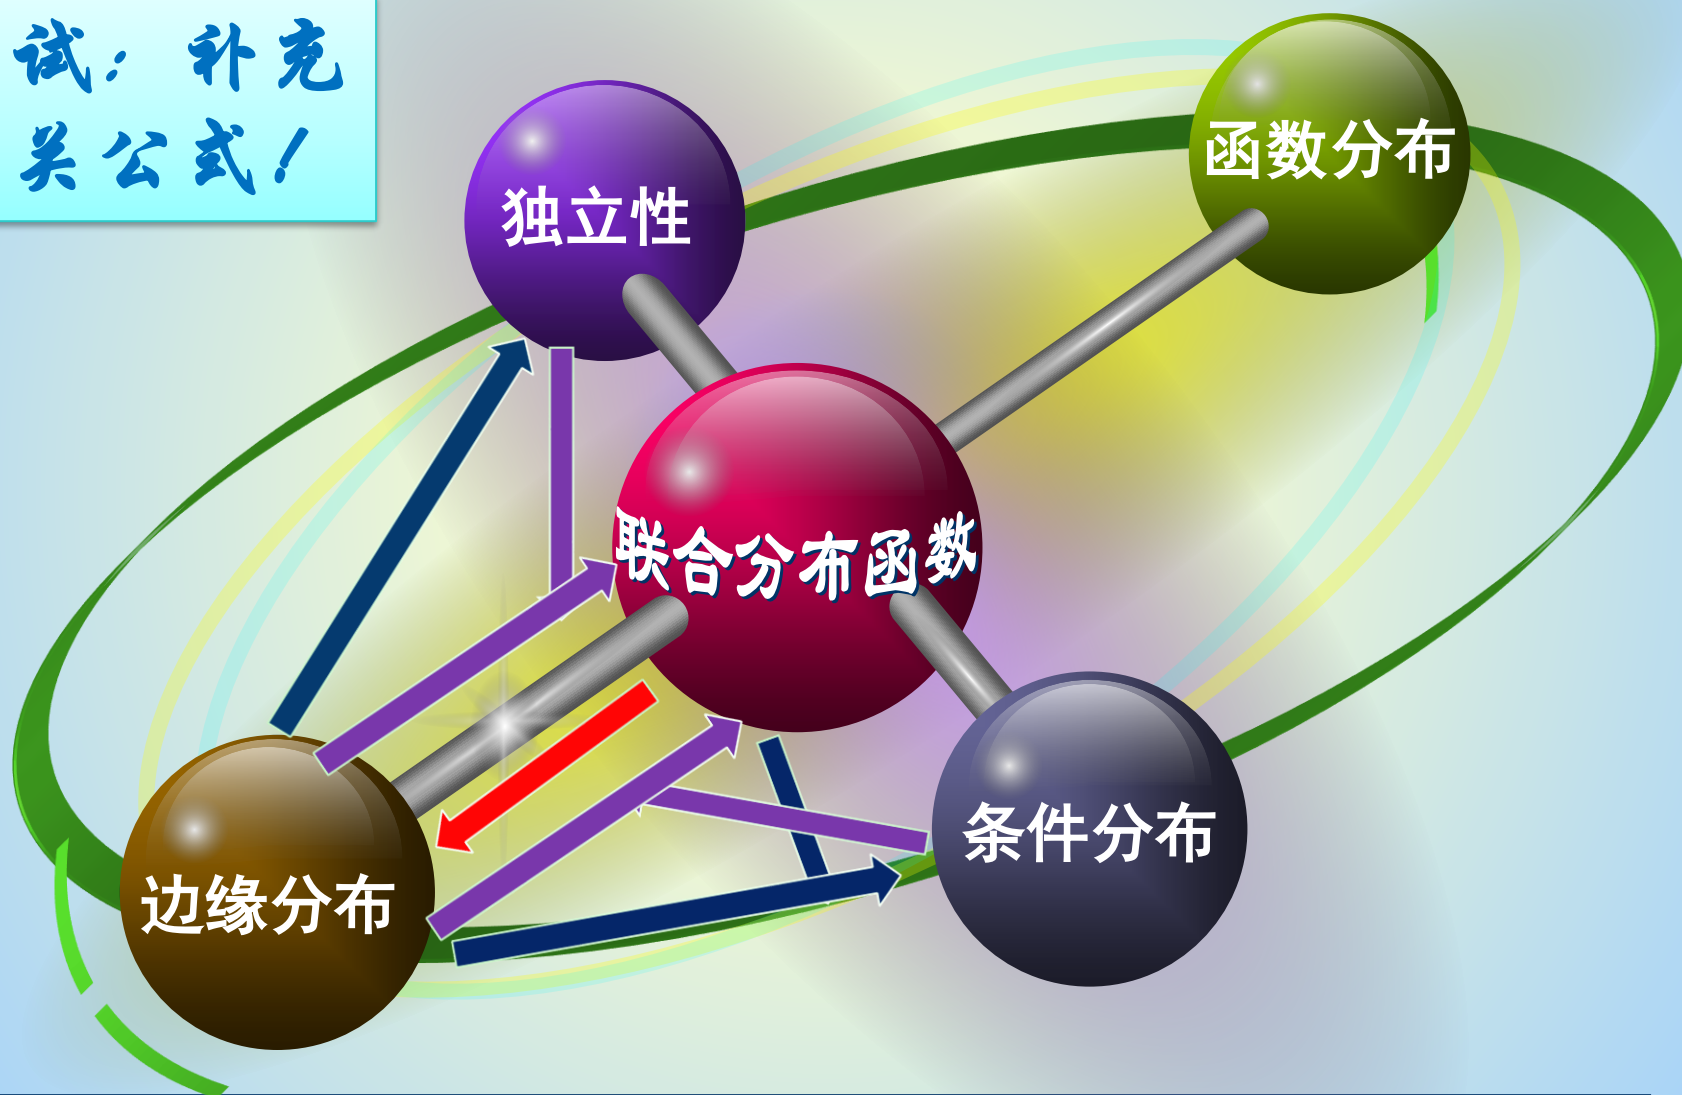 试：补充
关公式！
函数分布
独立性
联合分布函数
条件分布
边缘分布